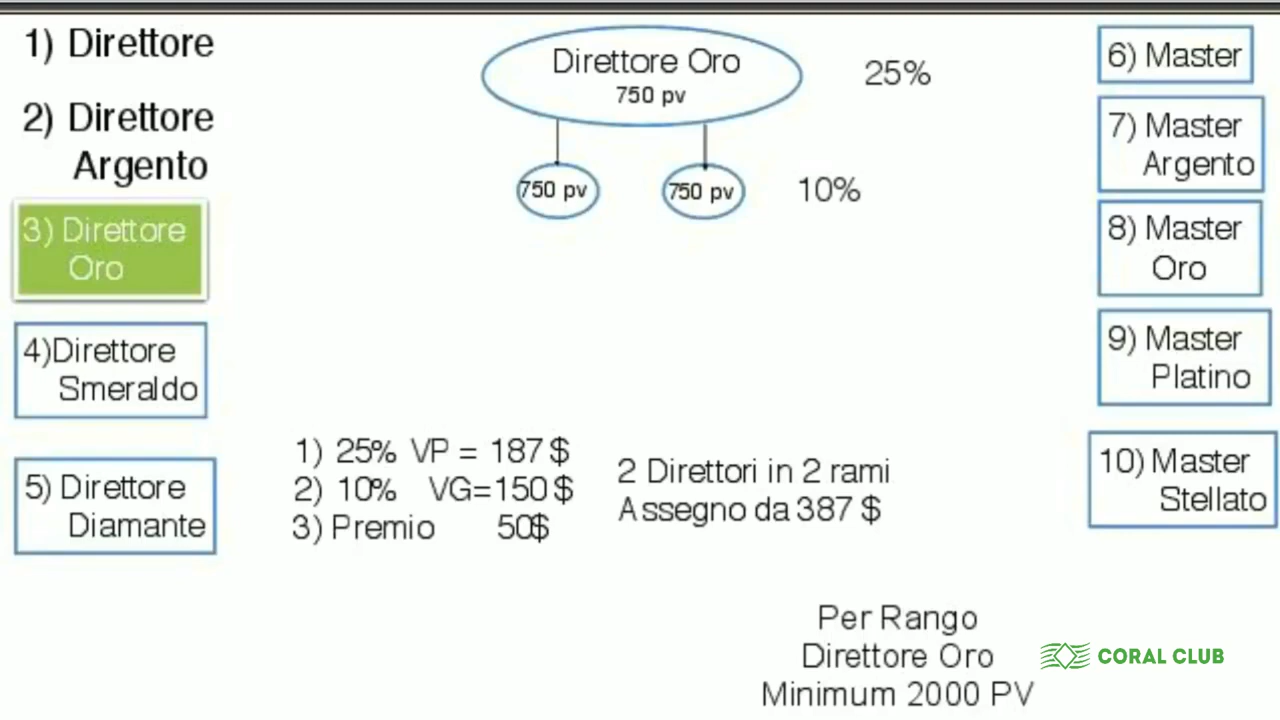 1) Direttore
2) Direttore
Argento
3) Direttore
Oro
4)Direttore
Smeraldo
5) Direttore
Diamante
Direttore Oro
750 pv
25%
750 pv
750 pv
10%
1) 25% VP = 187 $
2) 10% VG=150 $
3) Premio 50$
2 Direttori in 2 rami
Assegno da 387 $
6) Master
7) Master
Argento
8) Master
Oro
9) Master
Platino
10) Master
Stellato
Per Rango
Direttore Oro
Minimum 2000 PV
CORAL CLUB